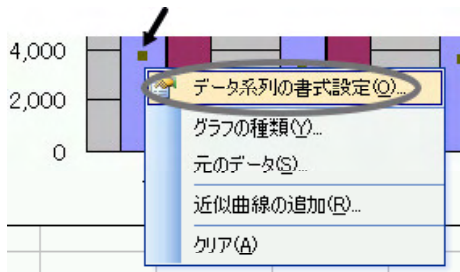 4,000
2,000
0
データ系列の書式設定(O)...
グラフの種類(Y)...
元のデータ(S)...
近似曲線の追加(R)...
クリア(A)